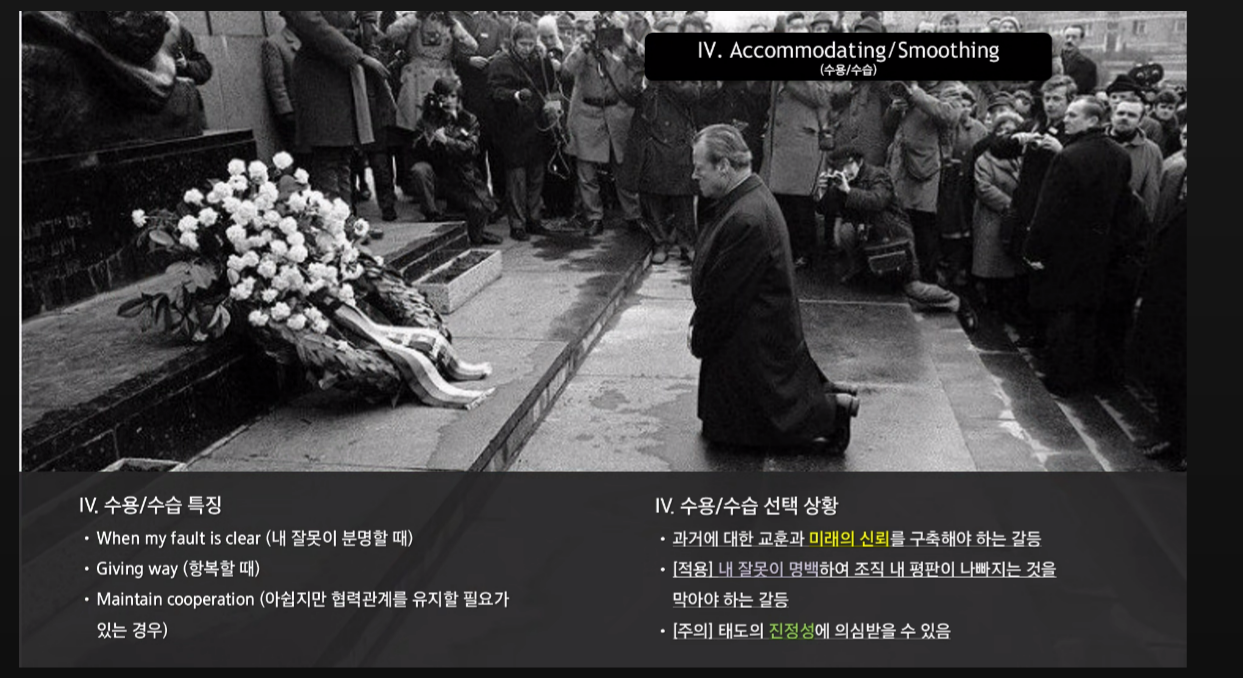 IV. Accommodating/Smoothing
(수용/수습)
IV. 수용/수습 특징
• When my fault is clear (내 잘못이 분명할 때)
• Giving way (항복할 때)
• Maintain cooperation (아쉽지만 협력관계를 유지할 필요가
있는 경우)
IV. 수용/수습 선택 상황
• 과거에 대한 교훈과 미래의 신뢰를 구축해야 하는 갈등
• [적용] 내 잘못이 명백하여 조직 내 평판이 나빠지는 것을
막아야 하는 갈등
• [주의] 태도의 진정성에 의심받을 수 있음